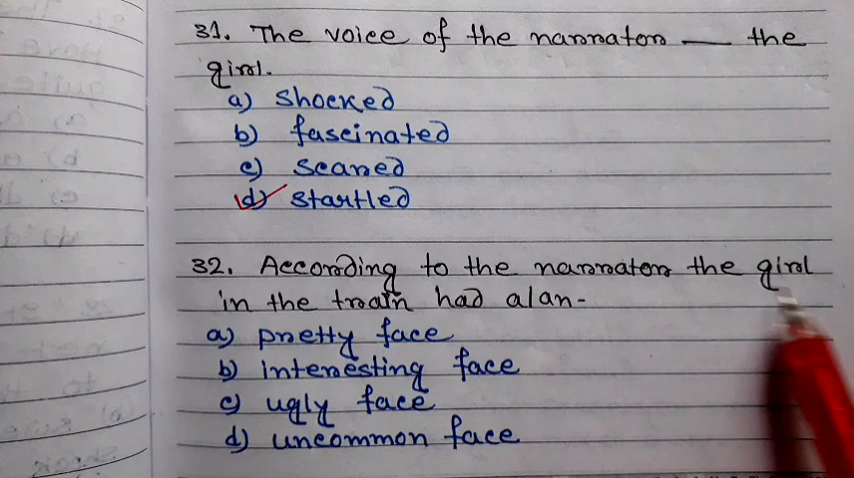 31. The voice of the narrator — the
girl.
a) shocked
b) fascinated
c) scared
d) startled
32. According to the narrator the girl
in the train had a/an-
a) pretty face
b) interesting face
c) ugly face
d) uncommon face